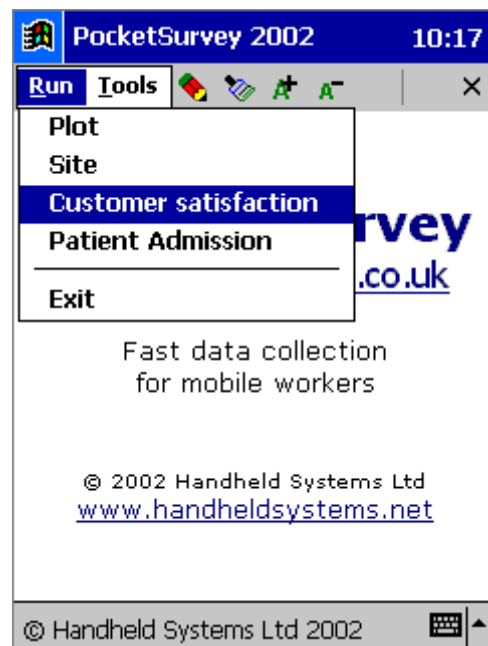 PocketSurvey 2002 10:17
Run Tools A+ A-
Plot
Site
Customer satisfaction
Patient Admission
Exit
rvey
.co.uk
Fast data collection
for mobile workers
© 2002 Handheld Systems Ltd
www.handheldsystems.net
© Handheld Systems Ltd 2002